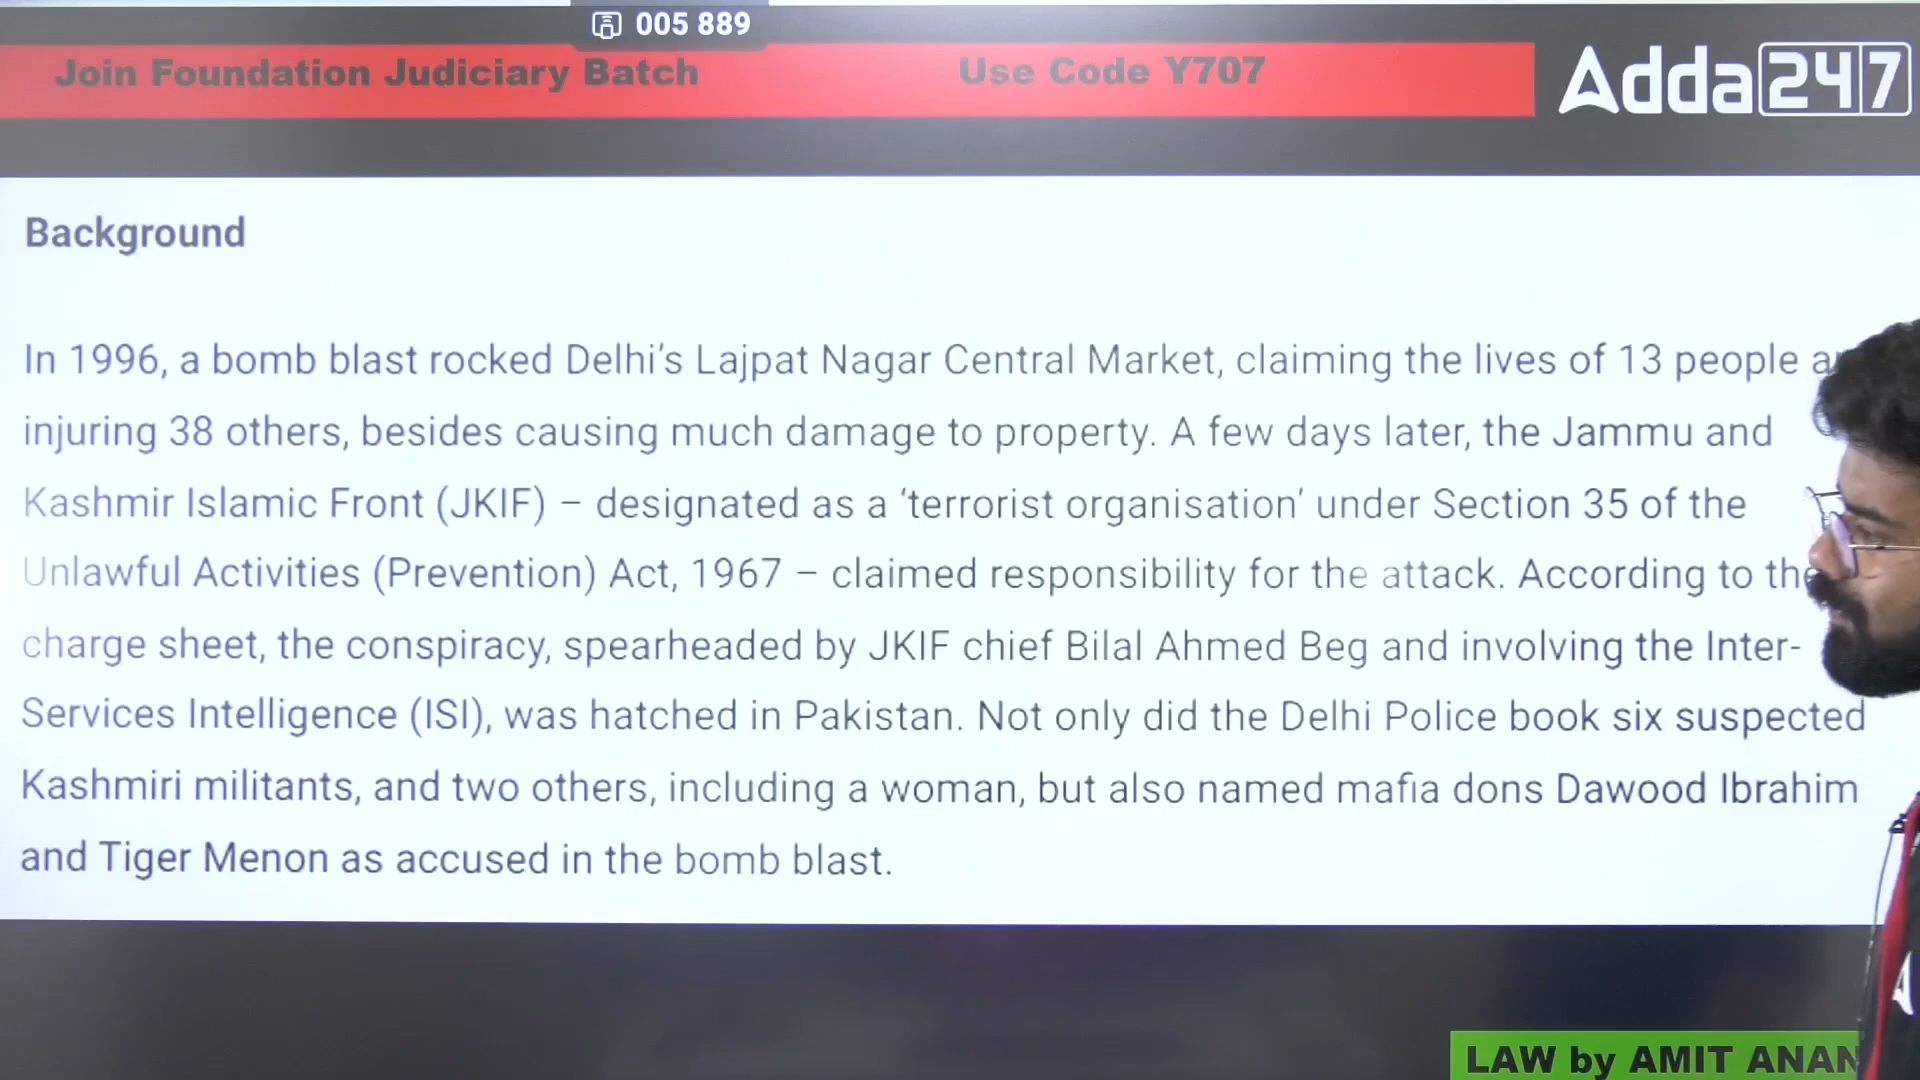 005 889
Join Foundation Judiciary Batch Use Code Y707
Adda247
Background
In 1996, a bomb blast rocked Delhi's Lajpat Nagar Central Market, claiming the lives of 13 people
injuring 38 others, besides causing much damage to property. A few days later, the Jammu and
Kashmir Islamic Front (JKIF) – designated as a ‘terrorist organisation’ under Section 35 of the
Unlawful Activities (Prevention) Act, 1967 – claimed responsibility for the attack. According to the
charge sheet, the conspiracy, spearheaded by JKIF chief Bilal Ahmed Beg and involving the Inter-
Services Intelligence (ISI), was hatched in Pakistan. Not only did the Delhi Police book six suspected
Kashmiri militants, and two others, including a woman, but also named mafia dons Dawood Ibrahim
and Tiger Menon as accused in the bomb blast.
LAW by AMIT ANAN